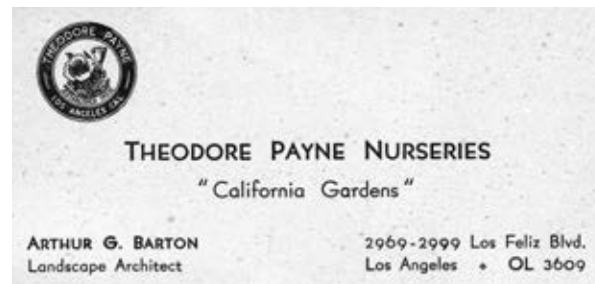 THEODORE PAYNE
LOS ANGELES CAL.
THEODORE PAYNE NURSERIES
"California Gardens"
ARTHUR G. BARTON
Landscape Architect
2969-2999 Los Feliz Blvd.
Los Angeles • OL 3609